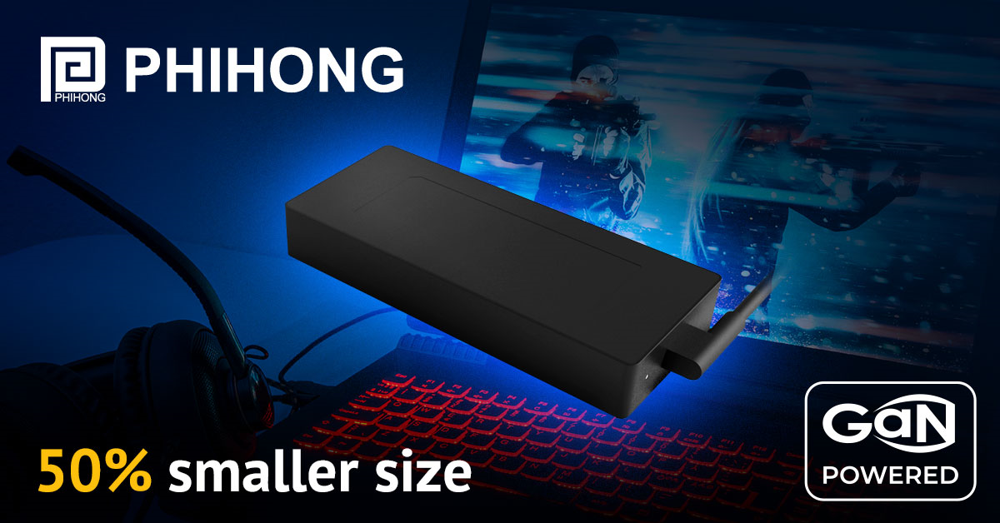 PHIHONG
PHIHONG
50% smaller size
GaN
POWERED